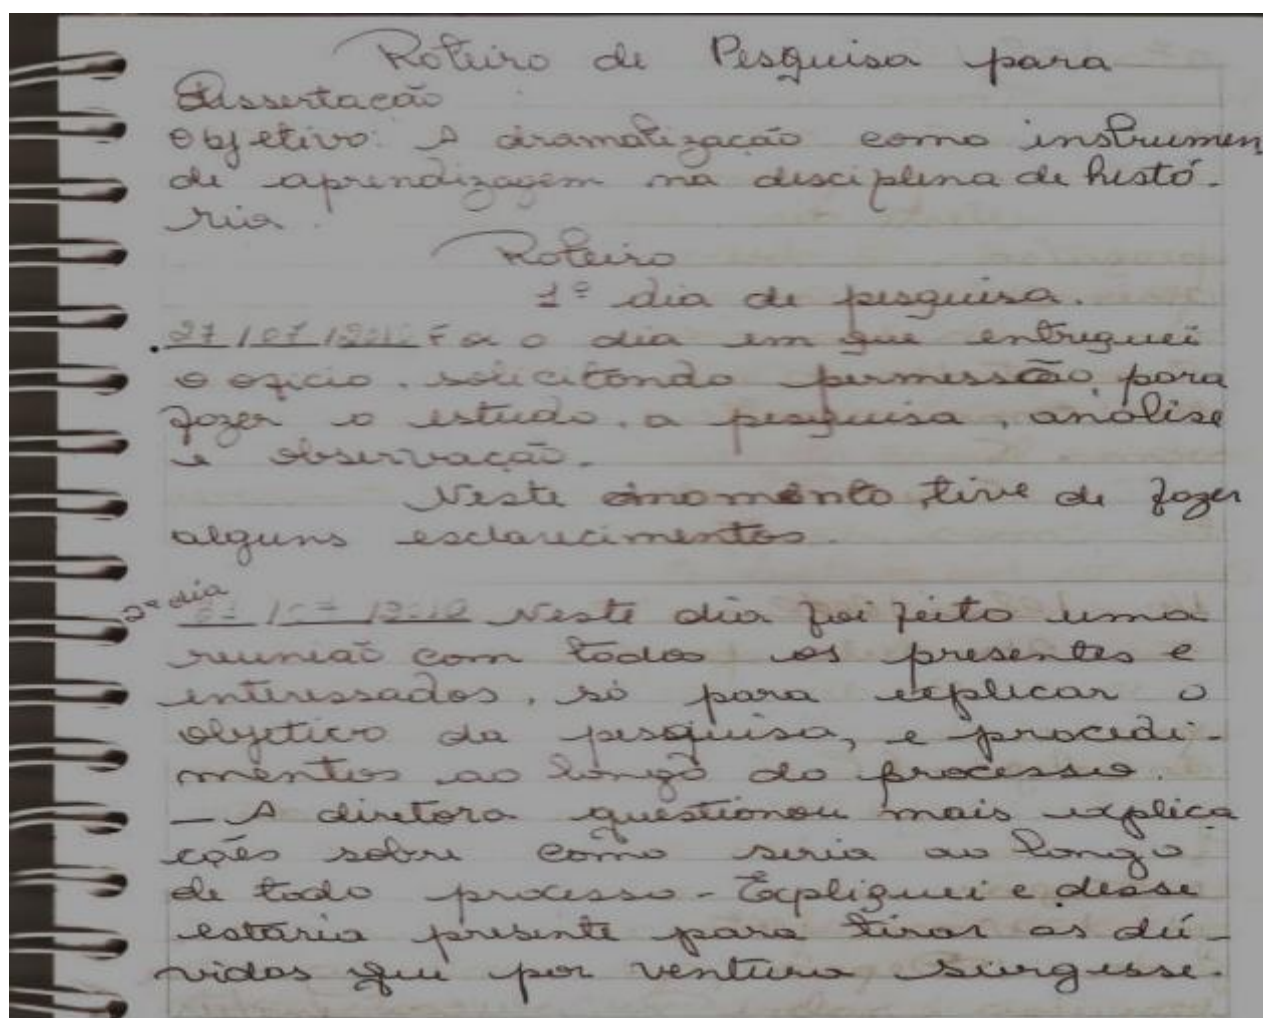 Roteiro de Pesquisa para
Dissertação
Objetivo: A dramatização como instrumen
de aprendizagem na disciplina de histó-
ria.
Roteiro
1º dia de pesquisa.
27/07/ o dia em que entreguei
o oficio, solicitando permissão para
fazer o estudo, a pesquisa, análise
e observação.
Neste momento, tive de fazer
alguns esclarecimentos.
2º dia
Neste dia foi feito uma
reunião com todos os presentes e
interessados, só para explicar o
objetivo da pesquisa, e procedi-
mentos ao longo do processo.
- A diretora questionou mais explica
ções sobre como seria ao longo
de todo processo - Expliquei e disse
estaria presente para tirar as dú-
vidas que por ventura surgisse.